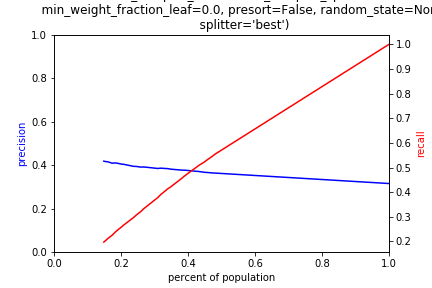 min_weight_fraction_leaf=0.0, presort=False, random_state=Non
splitter='best')
1.0
0.8
0.6
0.4
0.2
0.0
precision
1.0
0.9
0.8
0.7
0.6
0.5
0.4
0.3
0.2
recall
0.0 0.2 0.4 0.6 0.8 1.0
percent of population